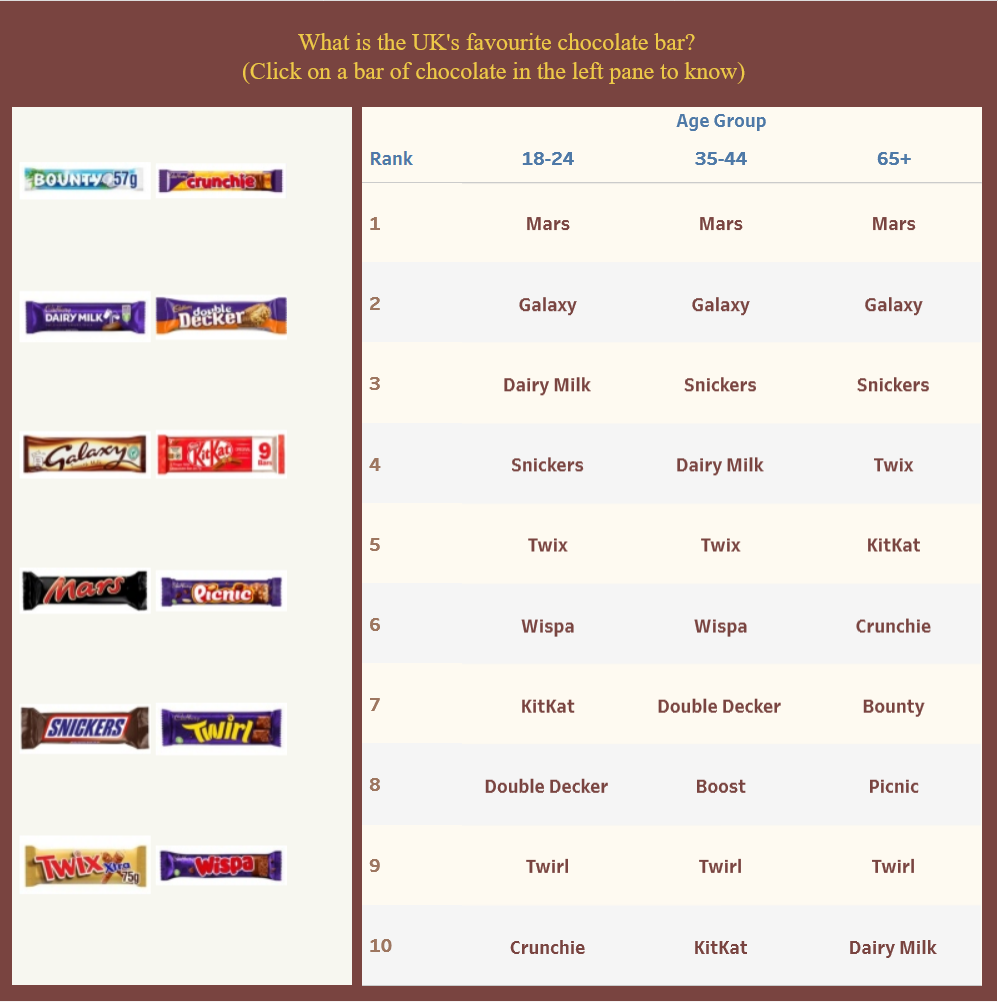 What is the UK's favourite chocolate bar?
(Click on a bar of chocolate in the left pane to know)
BOUNTY 57g
crunchie
Cadbury
DAIRY MILK
Cadbury
double
Decker
Galaxy
KitKat
9
Bars
Mars
Picnic
SNICKERS
Twirl
TWIX Xtra
75g
Wispa
Age Group
Rank 18-24 35-44 65+
1 Mars Mars Mars
2 Galaxy Galaxy Galaxy
3 Dairy Milk Snickers Snickers
4 Snickers Dairy Milk Twix
5 Twix Twix KitKat
6 Wispa Wispa Crunchie
7 KitKat Double Decker Bounty
8 Double Decker Boost Picnic
9 Twirl Twirl Twirl
10 Crunchie KitKat Dairy Milk